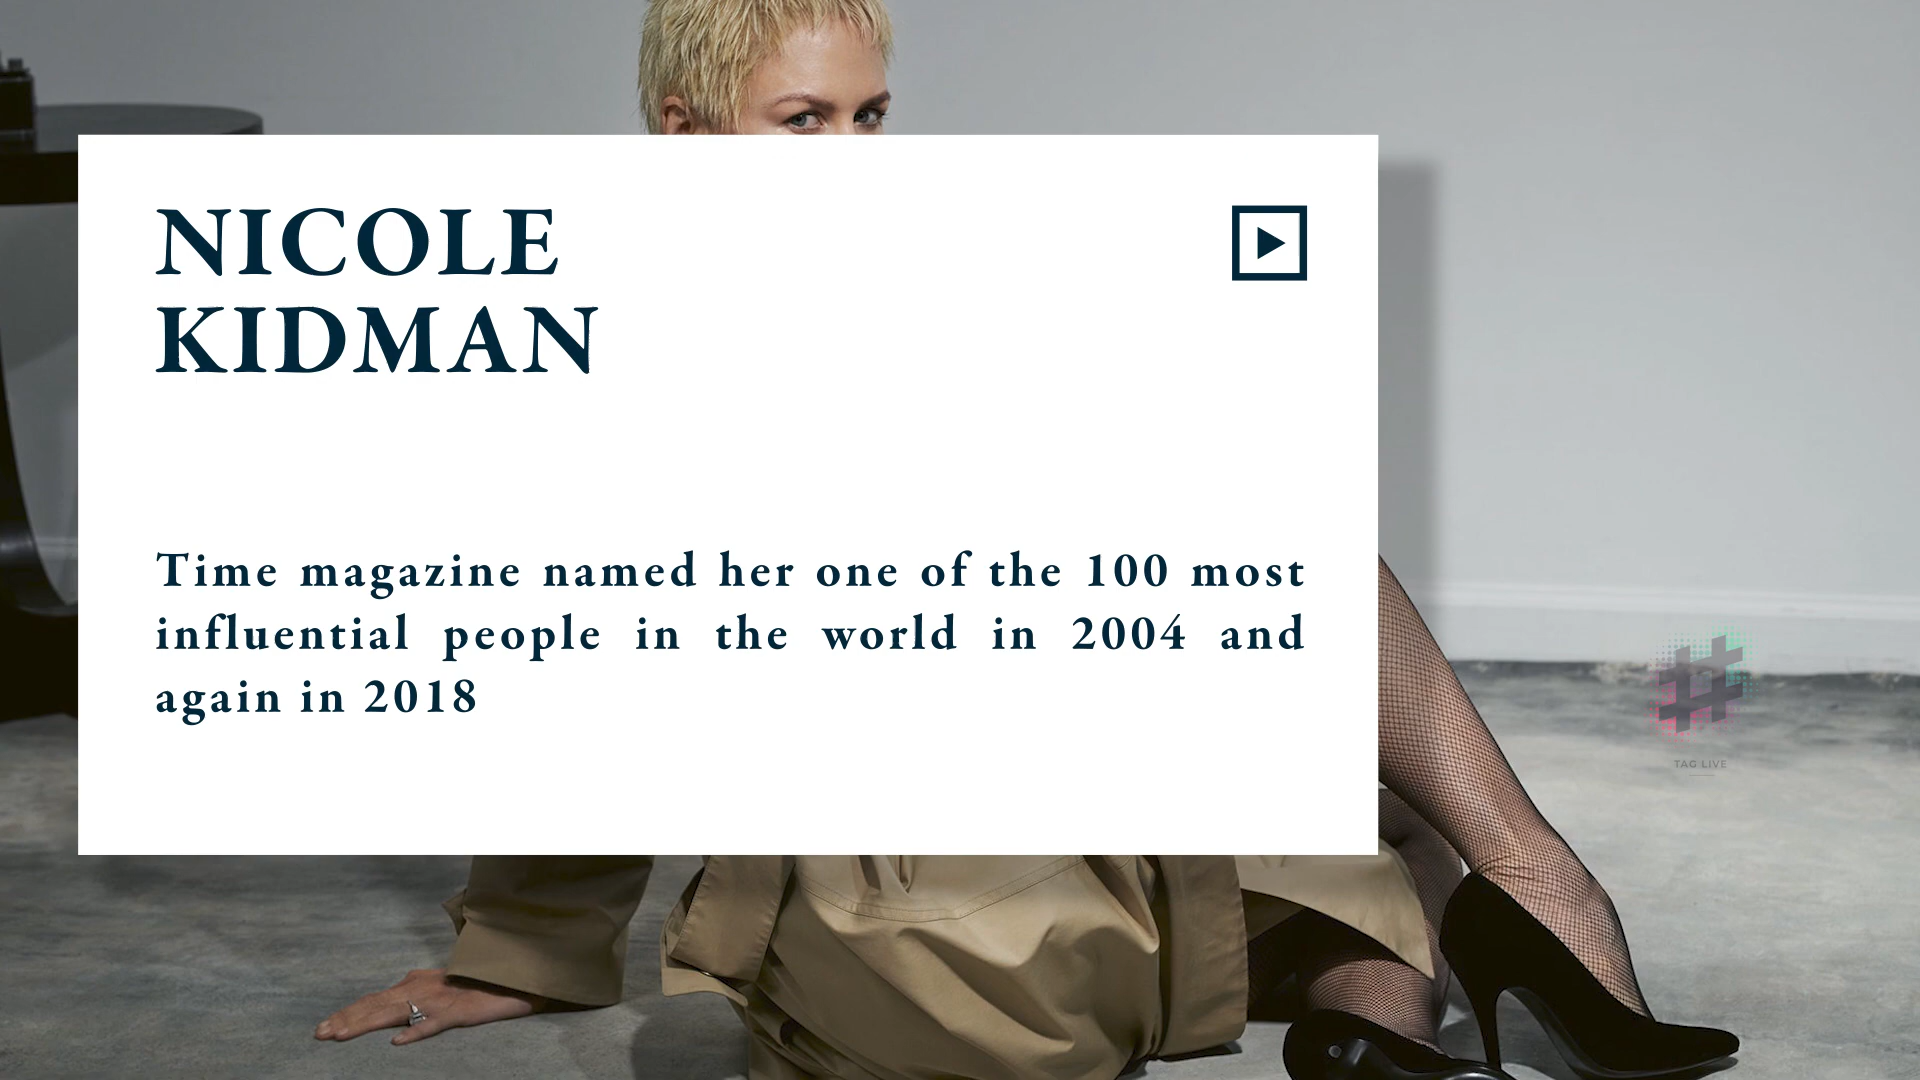 NICOLE
KIDMAN
Time magazine named her one of the 100 most
influential people in the world in 2004 and
again in 2018
TAG LIVE